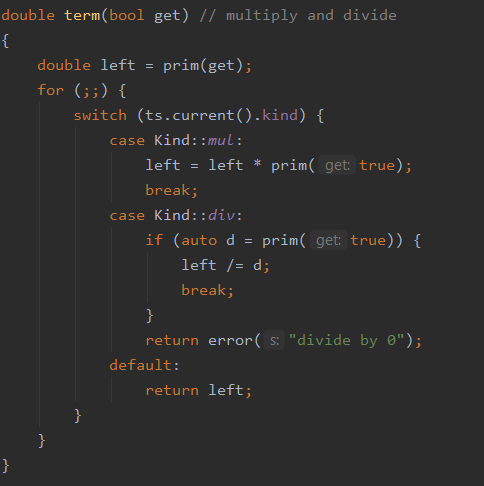 double term(bool get) // multiply and divide
{
    double left = prim(get);
    for (;;) {
        switch (ts.current().kind) {
            case Kind::mul:
                left = left * prim( get: true);
                break;
            case Kind::div:
                if (auto d = prim( get: true)) {
                    left /= d;
                    break;
                }
                return error( s: "divide by 0");
            default:
                return left;
        }
    }
}